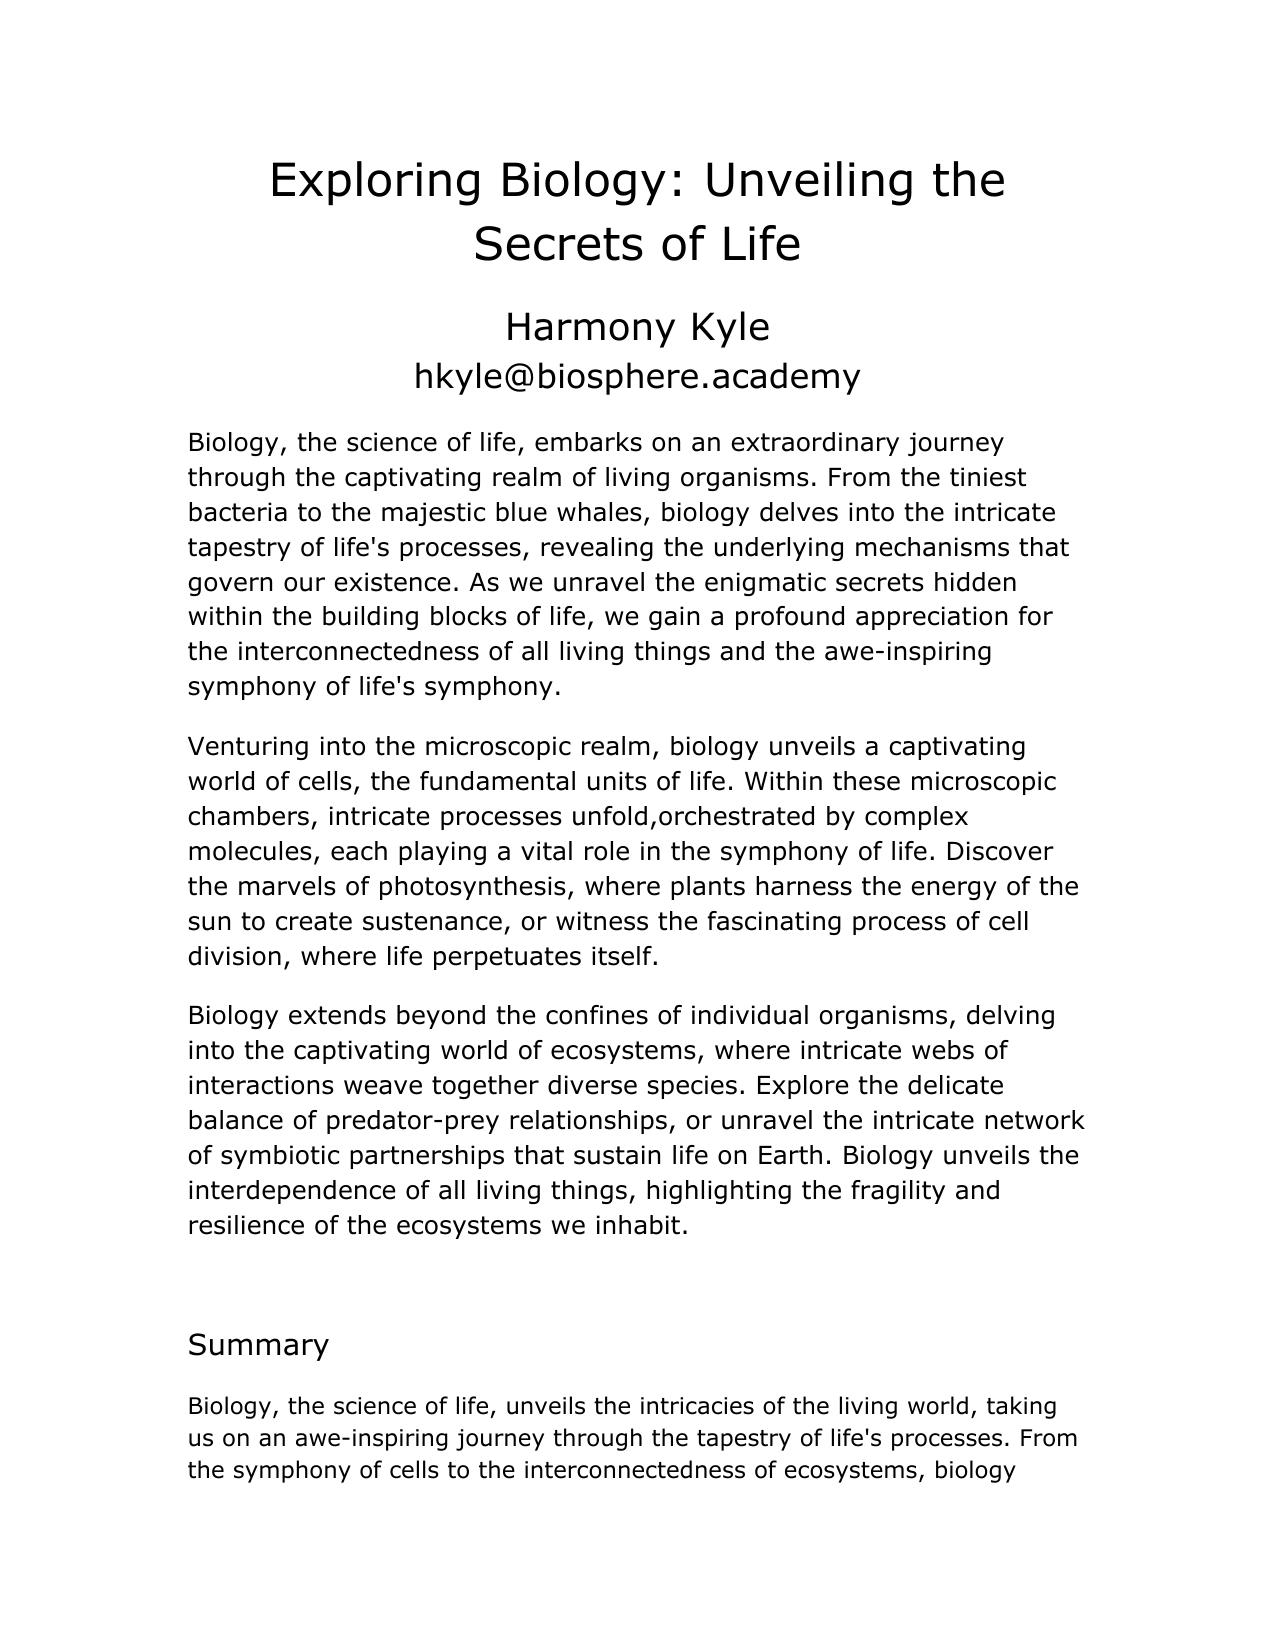 Exploring Biology: Unveiling the
Secrets of Life
Harmony Kyle
hkyle@biosphere.academy
Biology, the science of life, embarks on an extraordinary journey
through the captivating realm of living organisms. From the tiniest
bacteria to the majestic blue whales, biology delves into the intricate
tapestry of life's processes, revealing the underlying mechanisms that
govern our existence. As we unravel the enigmatic secrets hidden
within the building blocks of life, we gain a profound appreciation for
the interconnectedness of all living things and the awe-inspiring
symphony of life's symphony.
Venturing into the microscopic realm, biology unveils a captivating
world of cells, the fundamental units of life. Within these microscopic
chambers, intricate processes unfold,orchestrated by complex
molecules, each playing a vital role in the symphony of life. Discover
the marvels of photosynthesis, where plants harness the energy of the
sun to create sustenance, or witness the fascinating process of cell
division, where life perpetuates itself.
Biology extends beyond the confines of individual organisms, delving
into the captivating world of ecosystems, where intricate webs of
interactions weave together diverse species. Explore the delicate
balance of predator-prey relationships, or unravel the intricate network
of symbiotic partnerships that sustain life on Earth. Biology unveils the
interdependence of all living things, highlighting the fragility and
resilience of the ecosystems we inhabit.
Summary
Biology, the science of life, unveils the intricacies of the living world, taking
us on an awe-inspiring journey through the tapestry of life's processes. From
the symphony of cells to the interconnectedness of ecosystems, biology